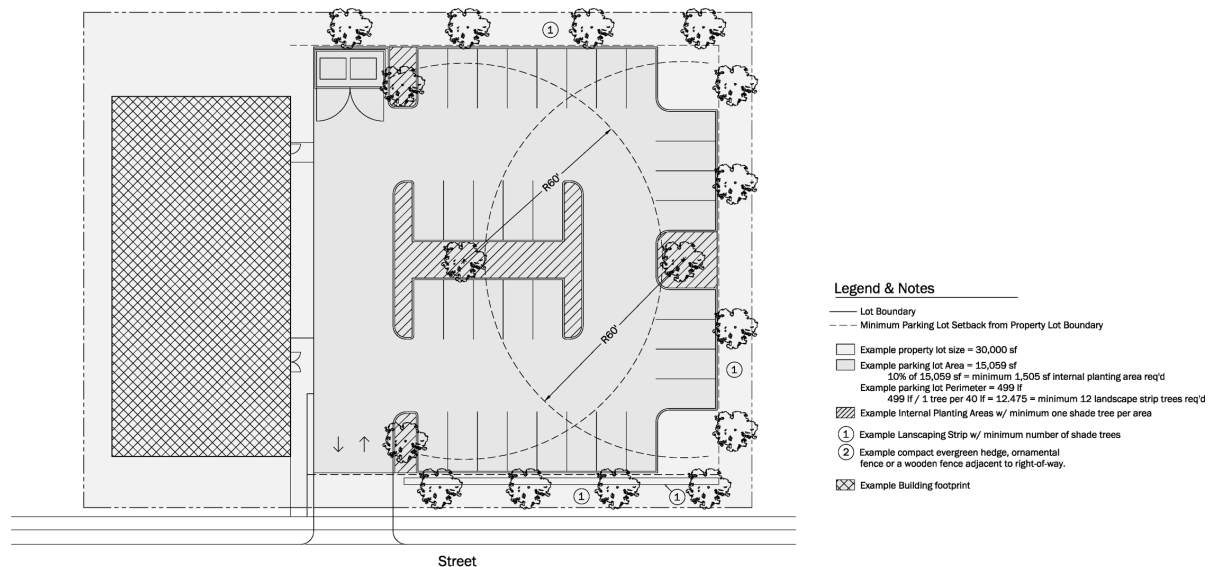 1
R60'
R60'
1
1
1
Street
Legend & Notes
Lot Boundary
Minimum Parking Lot Setback from Property Lot Boundary
Example property lot size = 30,000 sf
Example parking lot Area = 15,059 sf
10% of 15,059 sf = minimum 1,505 sf internal planting area req'd
Example parking lot Perimeter = 499 lf
499 lf / 1 tree per 40 lf = 12.475 = minimum 12 landscape strip trees req'd
Example Internal Planting Areas w/ minimum one shade tree per area
1 Example Lanscaping Strip w/ minimum number of shade trees
2 Example compact evergreen hedge, ornamental
fence or a wooden fence adjacent to right-of-way.
Example Building footprint